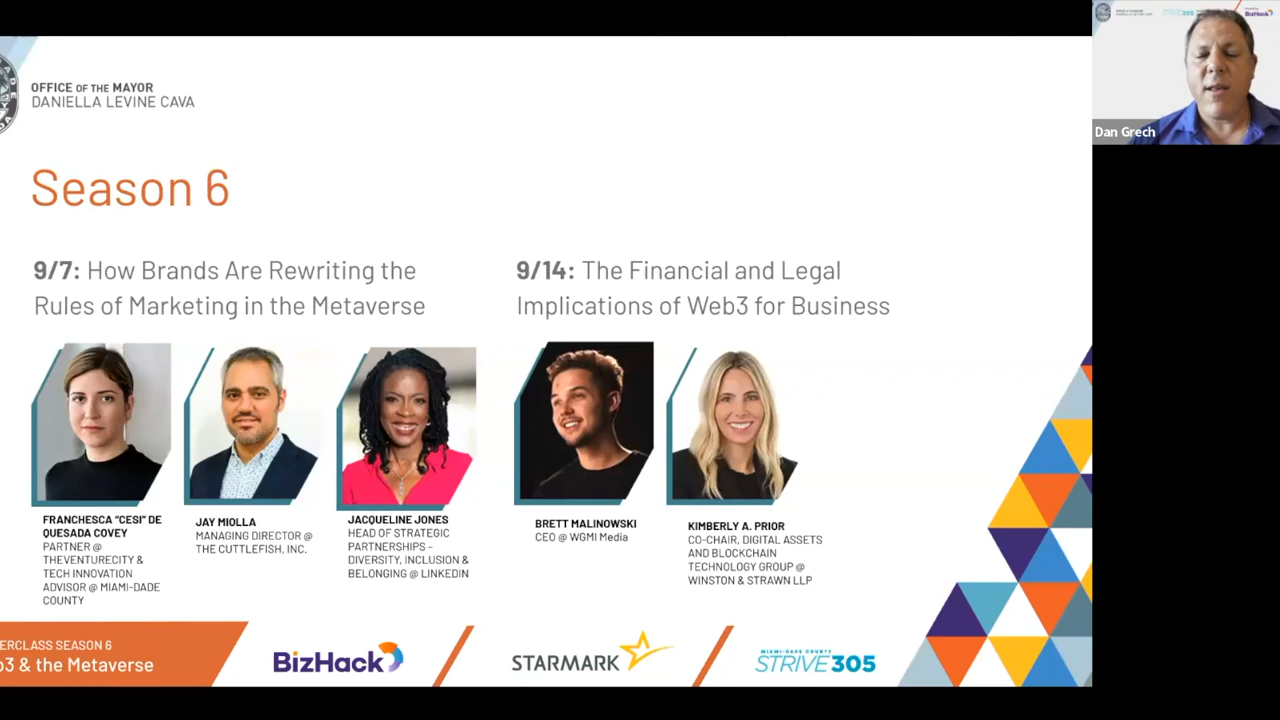 OFFICE OF THE MAYOR
DANIELLA LEVINE CAVA
BizHack
Dan Grech
Season 6
9/7: How Brands Are Rewriting the
Rules of Marketing in the Metaverse
9/14: The Financial and Legal
Implications of Web3 for Business
FRANCHESCA “CESI” DE
QUESADA COVEY
PARTNER @
THEVENTURECITY &
TECH INNOVATION
ADVISOR @ MIAMI-DADE
COUNTY
JAY MIOLLA
MANAGING DIRECTOR @
THE CUTTLEFISH, INC.
JACQUELINE JONES
HEAD OF STRATEGIC
PARTNERSHIPS –
DIVERSITY, INCLUSION &
BELONGING @ LINKEDIN
BRETT MALINOWSKI
CEO @ WGMI Media
KIMBERLY A. PRIOR
CO-CHAIR, DIGITAL ASSETS
AND BLOCKCHAIN
TECHNOLOGY GROUP @
WINSTON & STRAWN LLP
ERCLASS SEASON 6
b3 & the Metaverse
BizHack
STARMARK
MIAMI-DADE COUNTY
STRIVE305